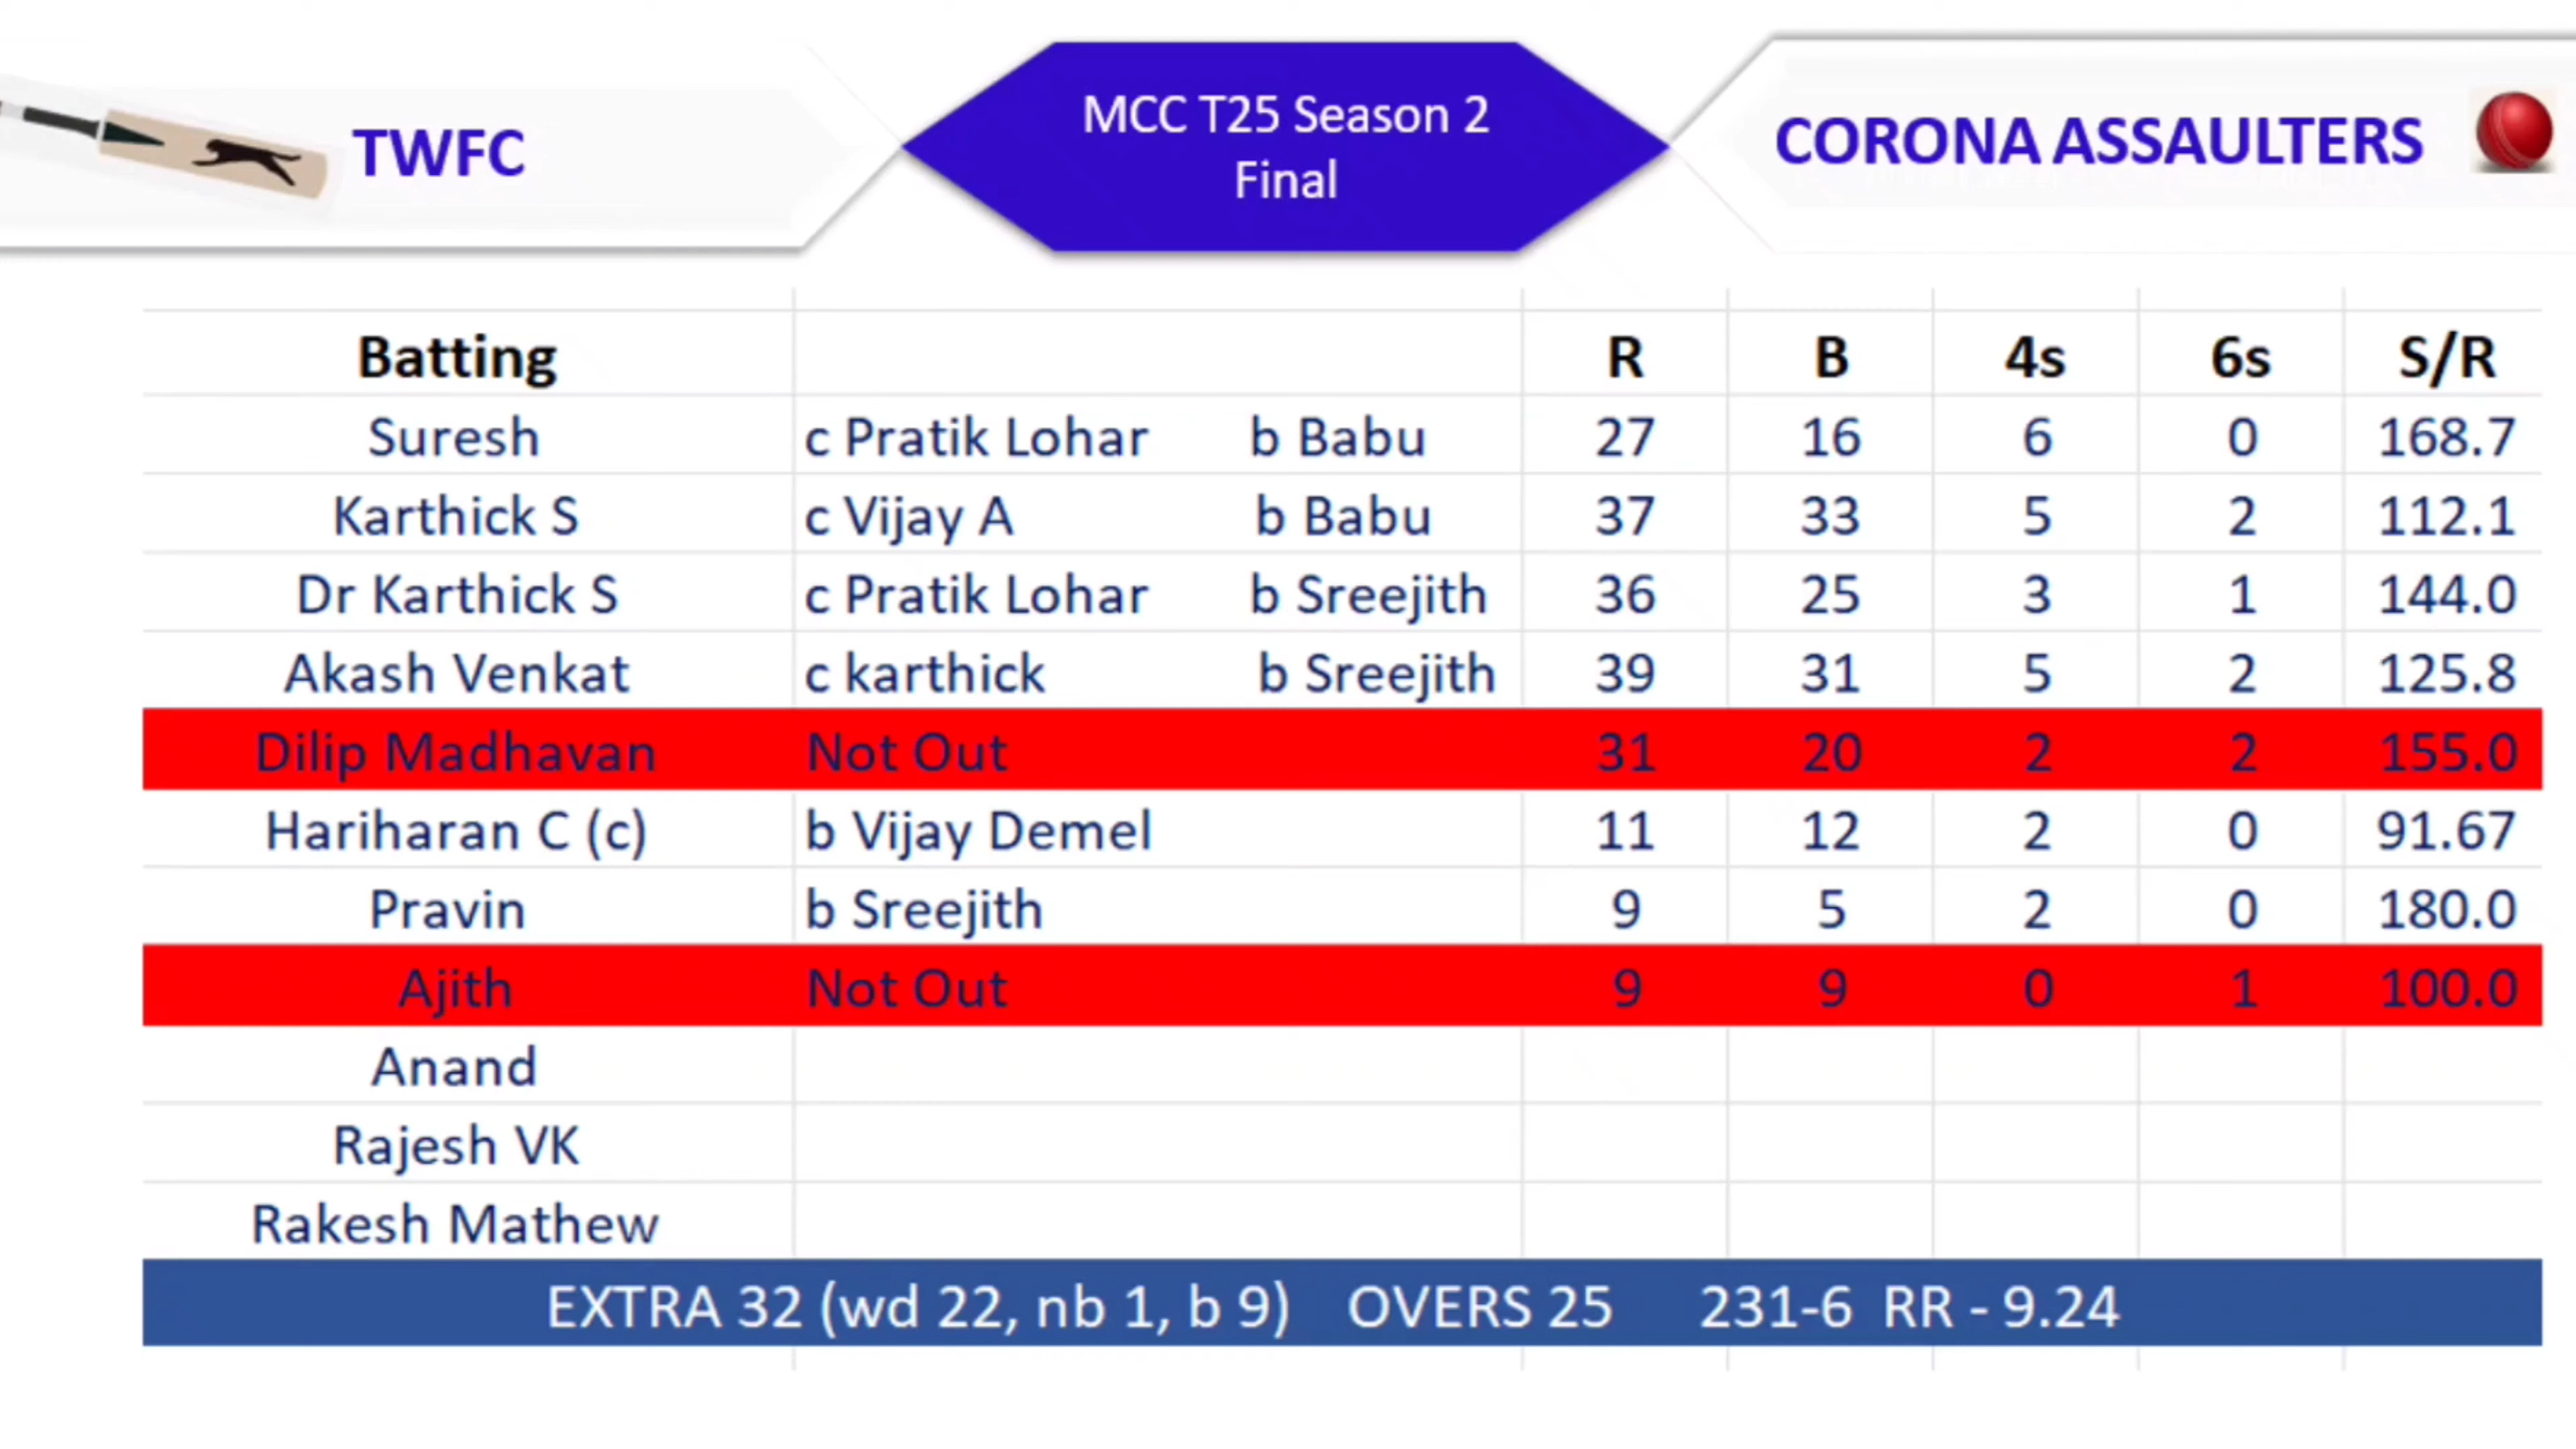 TWFC
MCC T25 Season 2
Final
CORONA ASSAULTERS
Batting R B 4s 6s S/R
Suresh c Pratik Lohar b Babu 27 16 6 0 168.7
Karthick S c Vijay A b Babu 37 33 5 2 112.1
Dr Karthick S c Pratik Lohar b Sreejith 36 25 3 1 144.0
Akash Venkat c karthick b Sreejith 39 31 5 2 125.8
Dilip Madhavan Not Out 31 20 2 2 155.0
Hariharan C (c) b Vijay Demel 11 12 2 0 91.67
Pravin b Sreejith 9 5 2 0 180.0
Ajith Not Out 9 9 0 1 100.0
Anand
Rajesh VK
Rakesh Mathew
EXTRA 32 (wd 22, nb 1, b 9) OVERS 25 231-6 RR - 9.24